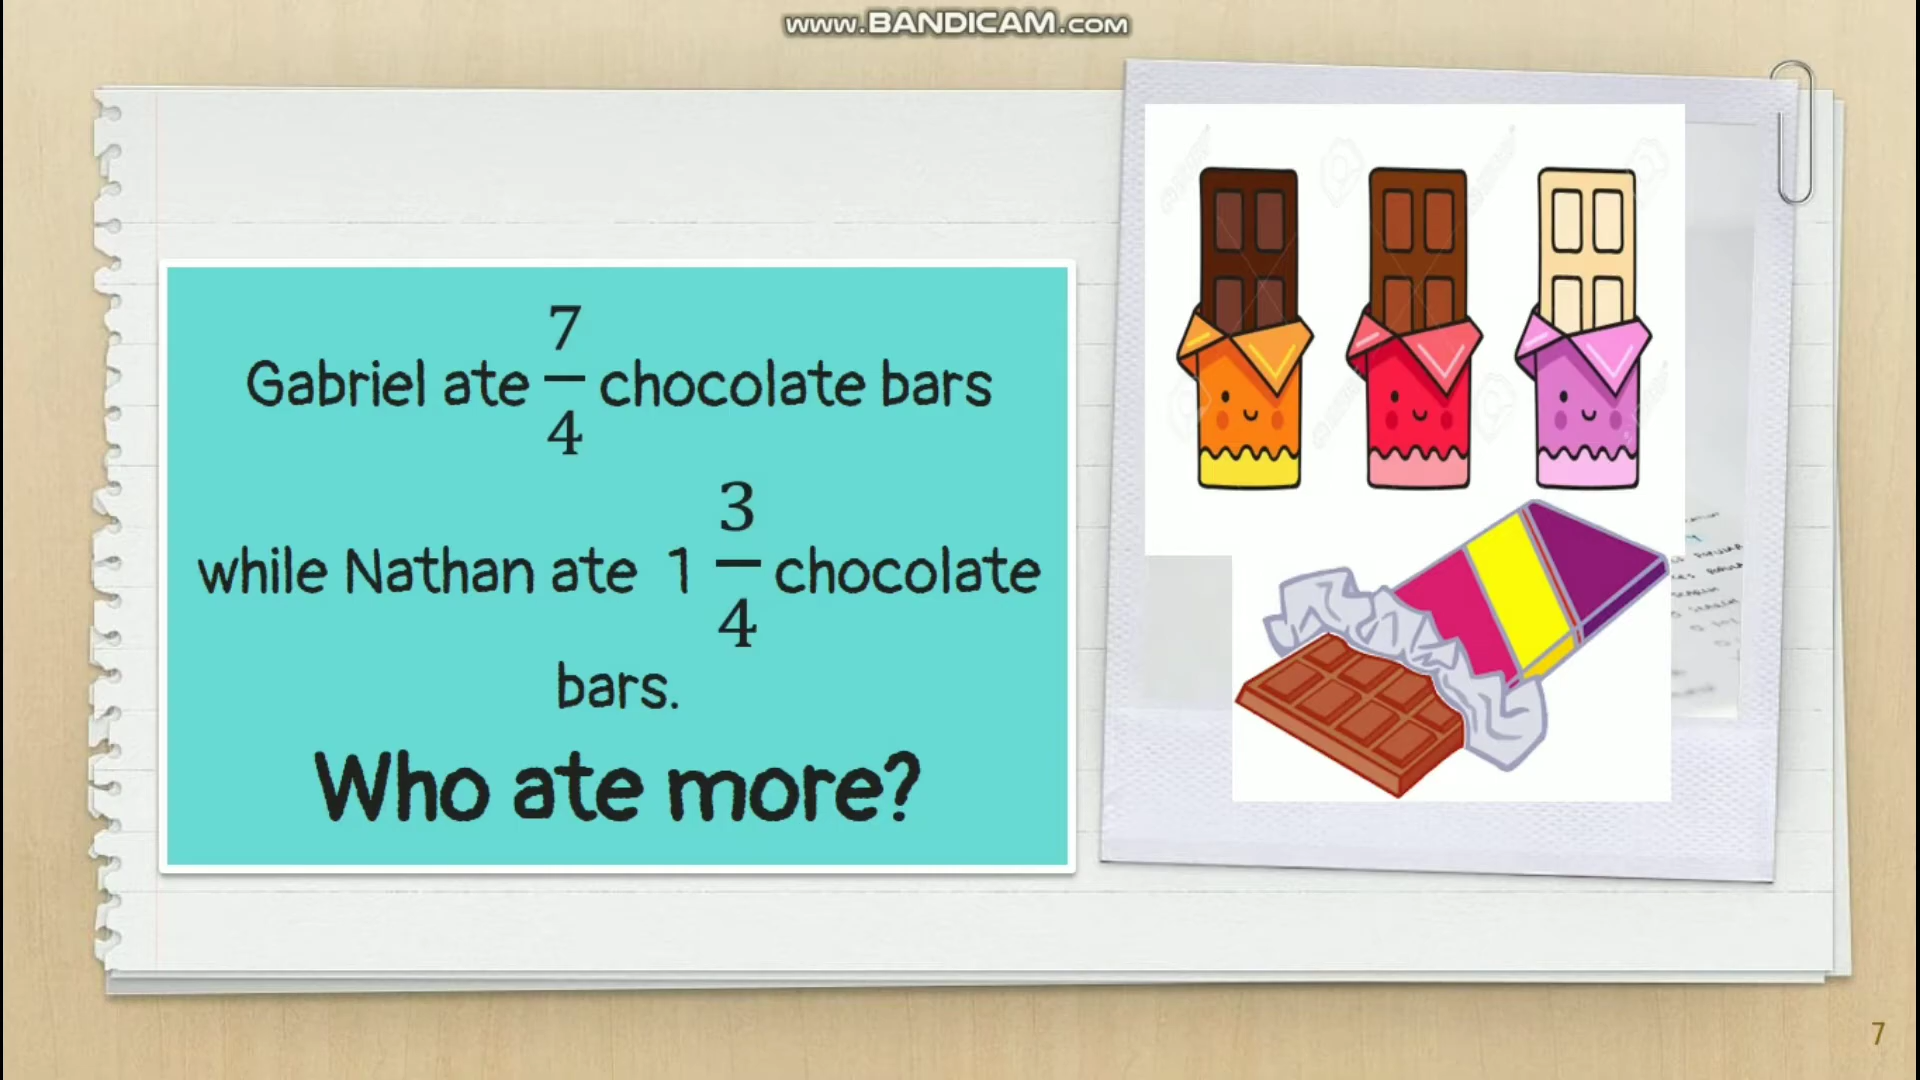 www.BANDICAM.com
Gabriel ate 7/4 chocolate bars
while Nathan ate 1 3/4 chocolate
bars.
Who ate more?
7